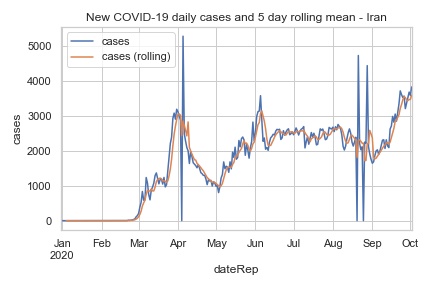 New COVID-19 daily cases and 5 day rolling mean - Iran
cases
cases (rolling)
5000
4000
3000
2000
1000
0
cases
Jan Feb Mar Apr May Jun Jul Aug Sep Oct
2020
dateRep